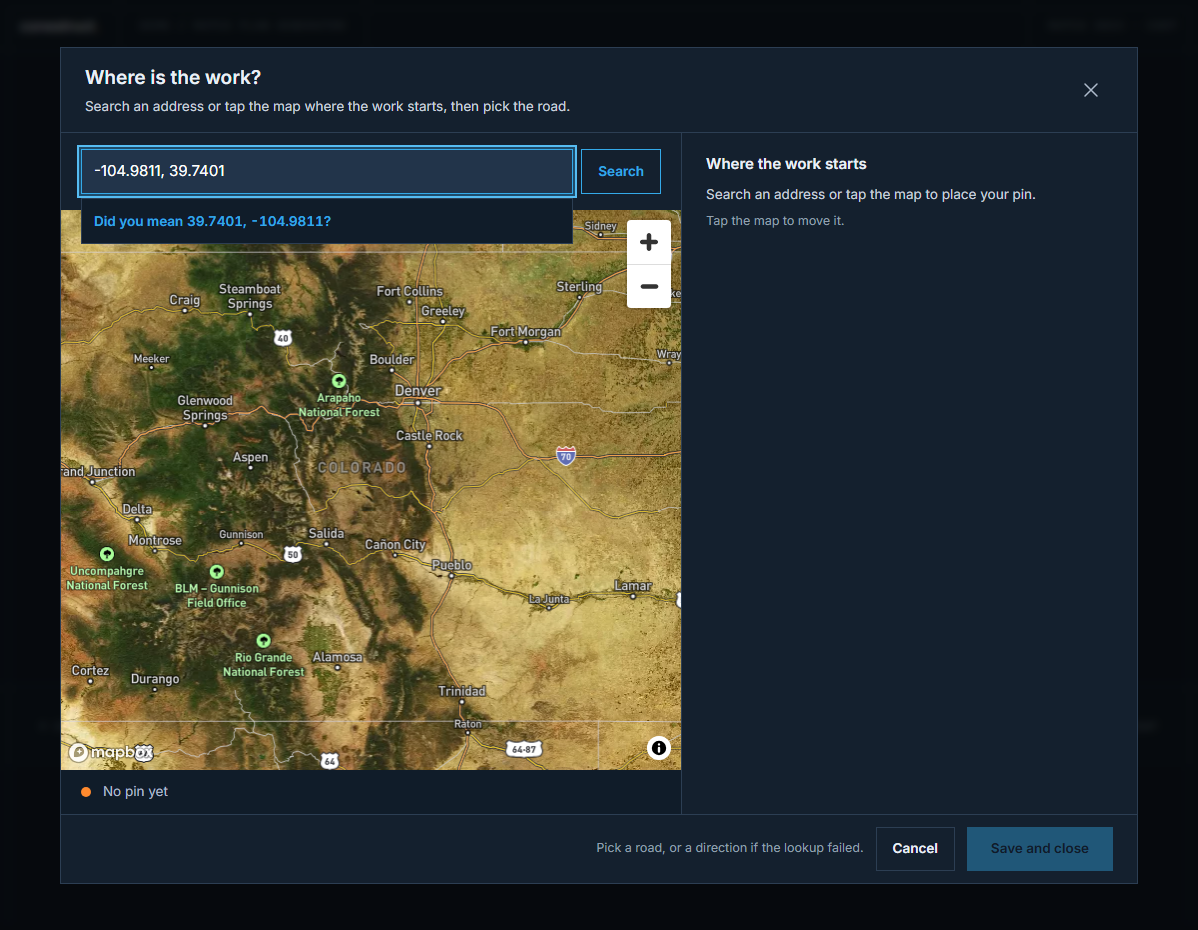 Where is the work?
Search an address or tap the map where the work starts, then pick the road.
-104.9811, 39.7401
Search
Did you mean 39.7401, -104.9811?
Sidney
Craig
Steamboat
Springs
Fort Collins
Sterling
Greeley
Fort Morgan
40
Meeker
Boulder
Wray
Arapaho
National Forest
Denver
Glenwood
Springs
Castle Rock
Aspen
COLORADO
70
rand Junction
Delta
Montrose
Gunnison
Salida
50
Cañon City
Pueblo
Uncompahgre
National Forest
BLM – Gunnison
Field Office
Lamar
La Junta
Rio Grande
National Forest
Alamosa
Cortez
Durango
Trinidad
Raton
64-87
64
mapbox
No pin yet
Where the work starts
Search an address or tap the map to place your pin.
Tap the map to move it.
Pick a road, or a direction if the lookup failed.
Cancel
Save and close